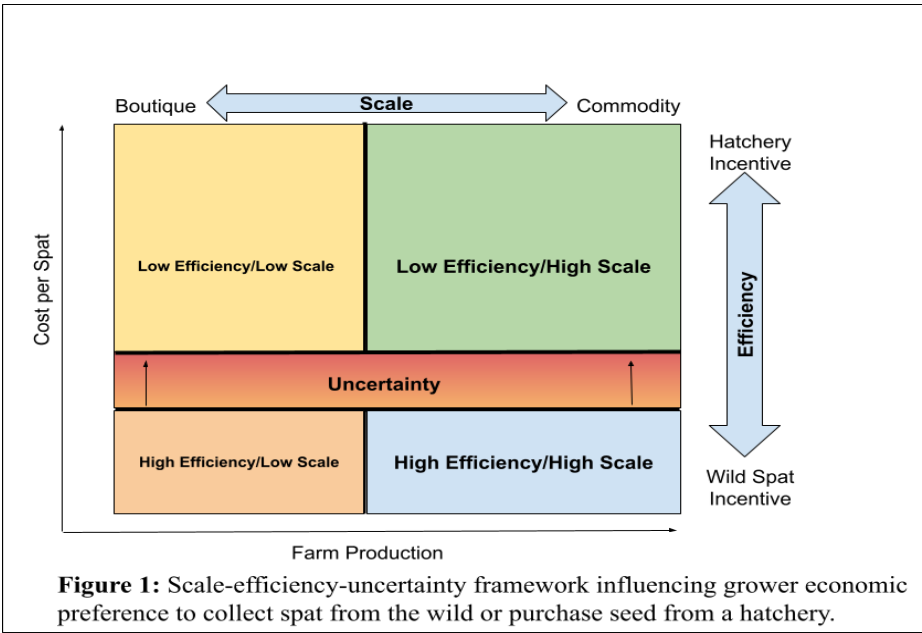 Scale
Boutique
Commodity
Hatchery
Incentive
Cost per Spat
Low Efficiency/Low Scale
Low Efficiency/High Scale
Efficiency
Uncertainty
High Efficiency/Low Scale
High Efficiency/High Scale
Wild Spat
Incentive
Farm Production
Figure 1: Scale-efficiency-uncertainty framework influencing grower economic
preference to collect spat from the wild or purchase seed from a hatchery.